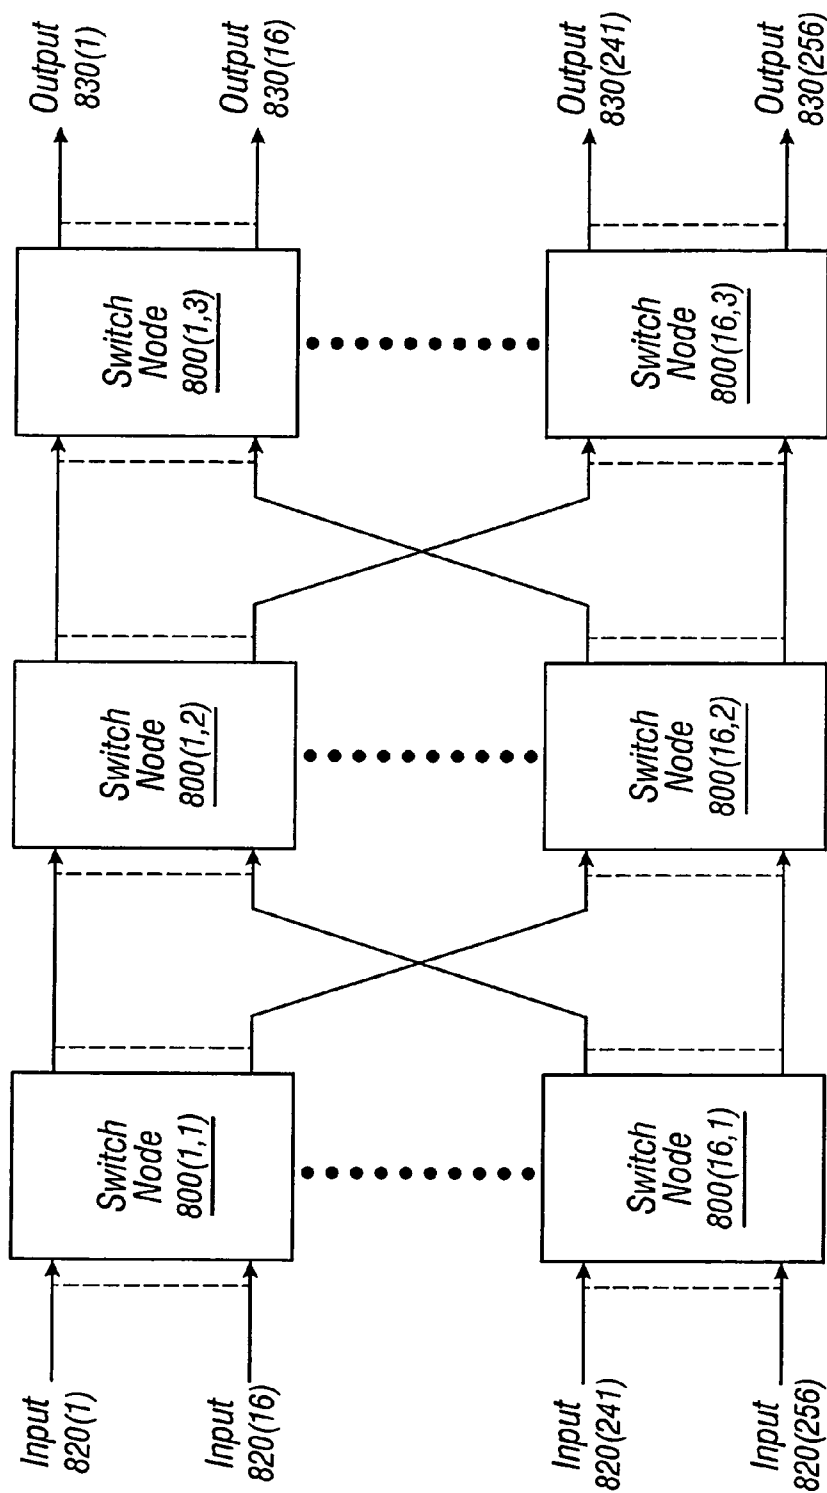 Input
820(1)
Input
820(16)
Input
820(241)
Input
820(256)
Switch
Node
800(1,1)
Switch
Node
800(16,1)
Switch
Node
800(1,2)
Switch
Node
800(16,2)
Switch
Node
800(1,3)
Switch
Node
800(16,3)
Output
830(1)
Output
830(16)
Output
830(241)
Output
830(256)